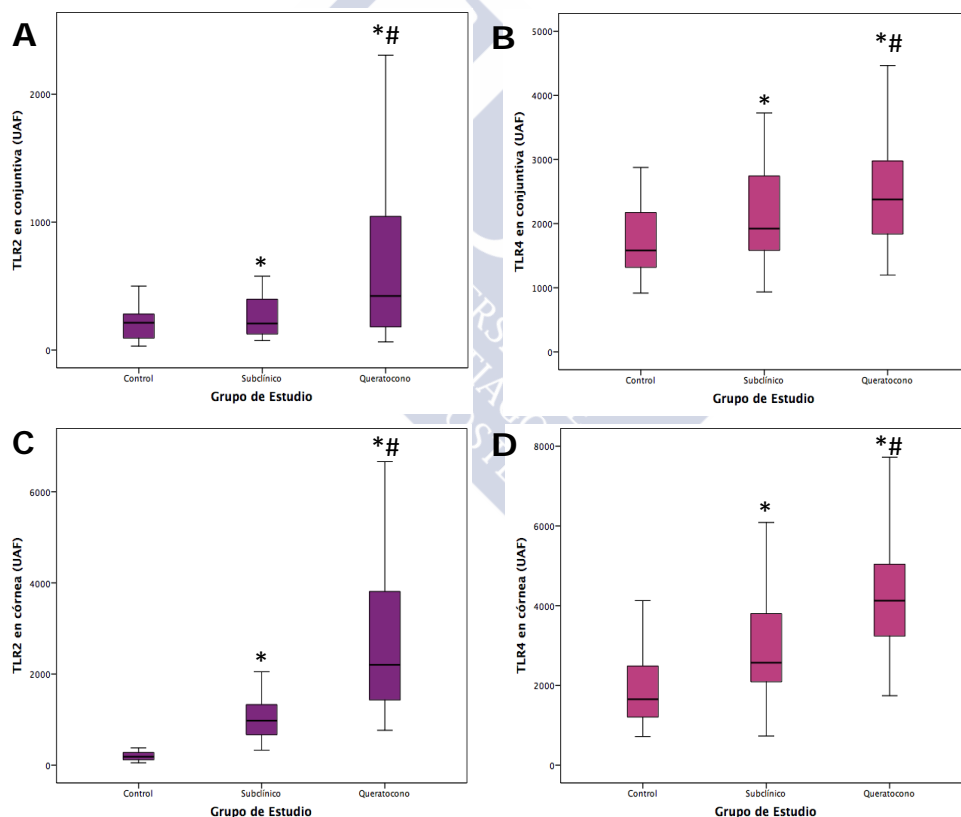 A
*#
*
TLR2 en conjuntiva (UAF)
2000
1000
0
Control
Subclínico
Queratocono
Grupo de Estudio
B
*#
*
TLR4 en conjuntiva (UAF)
5000
4000
3000
2000
1000
0
Control
Subclínico
Queratocono
Grupo de Estudio
C
*#
*
TLR2 en córnea (UAF)
6000
4000
2000
0
Control
Subclínico
Queratocono
Grupo de Estudio
D
*#
*
TLR4 en córnea (UAF)
8000
6000
4000
2000
0
Control
Subclínico
Queratocono
Grupo de Estudio